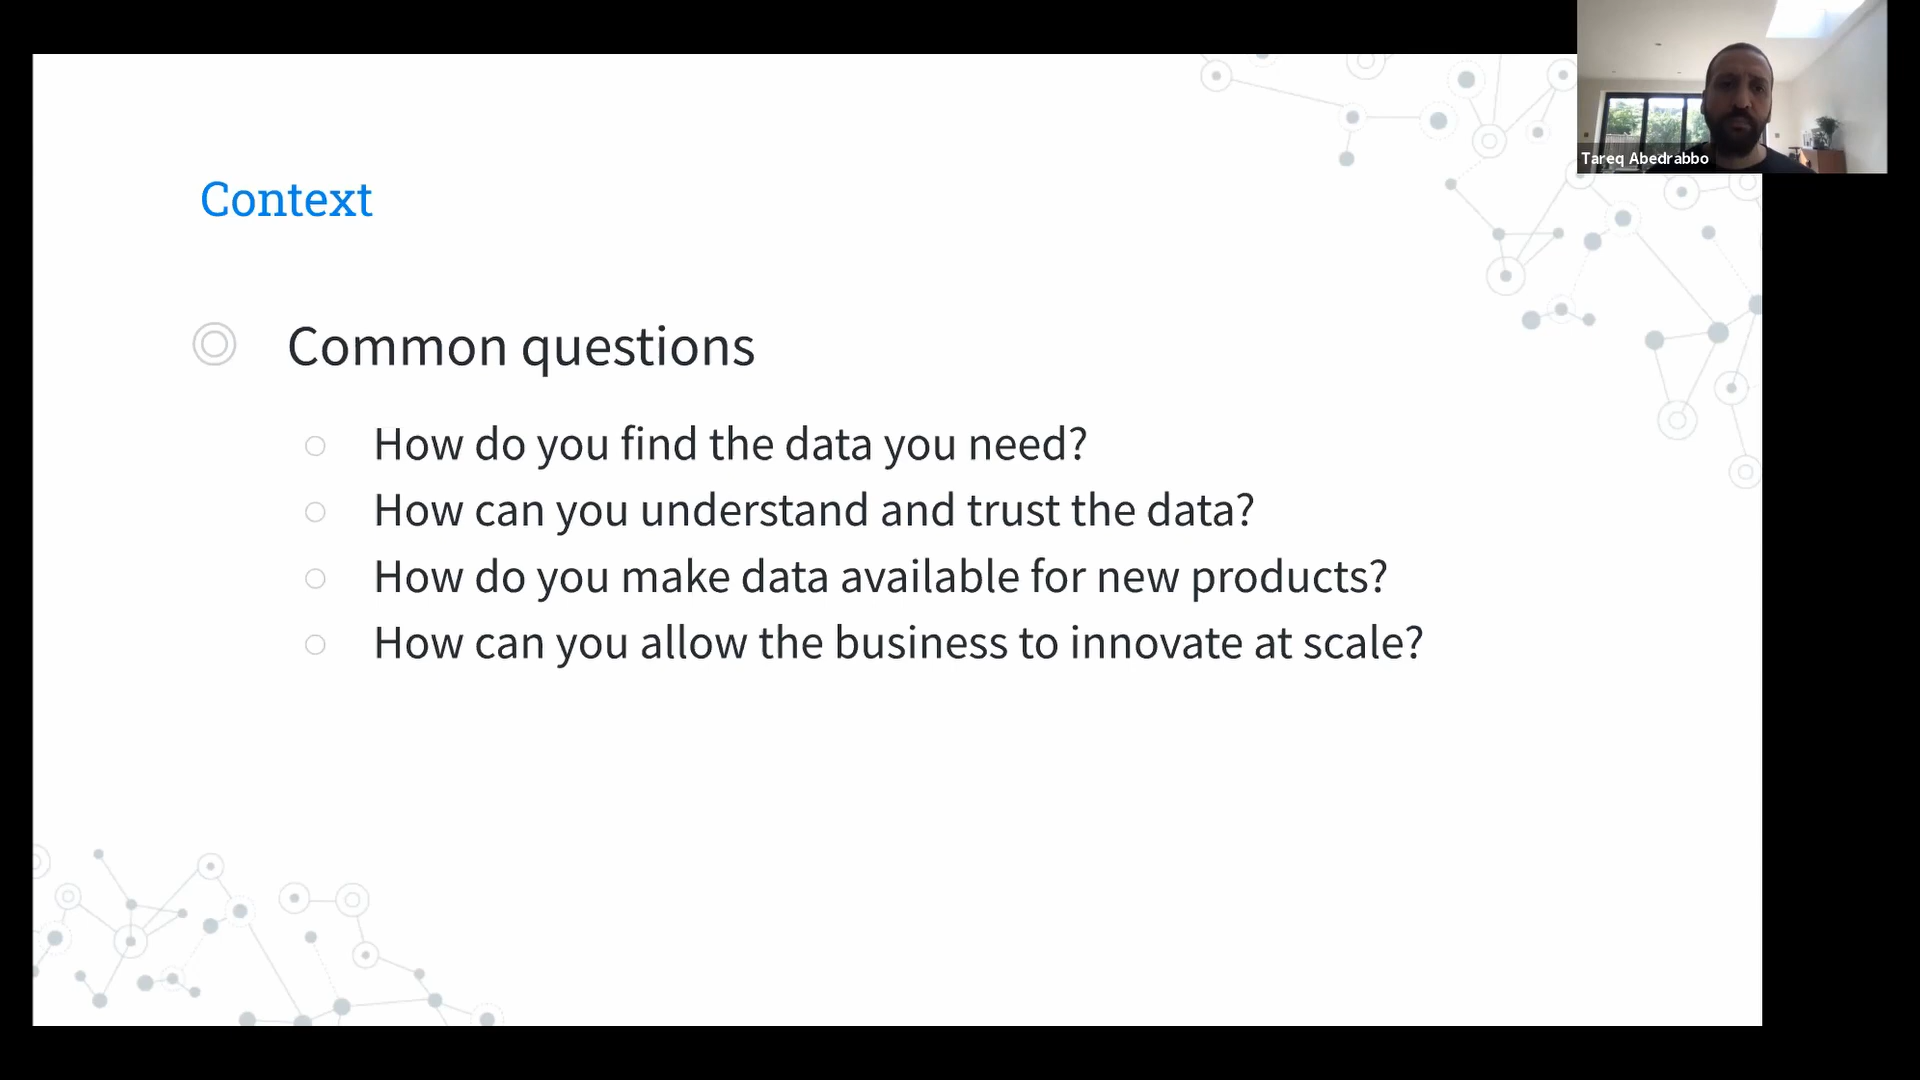 Tareq Abedrabbo
Context
Common questions
How do you find the data you need?
How can you understand and trust the data?
How do you make data available for new products?
How can you allow the business to innovate at scale?